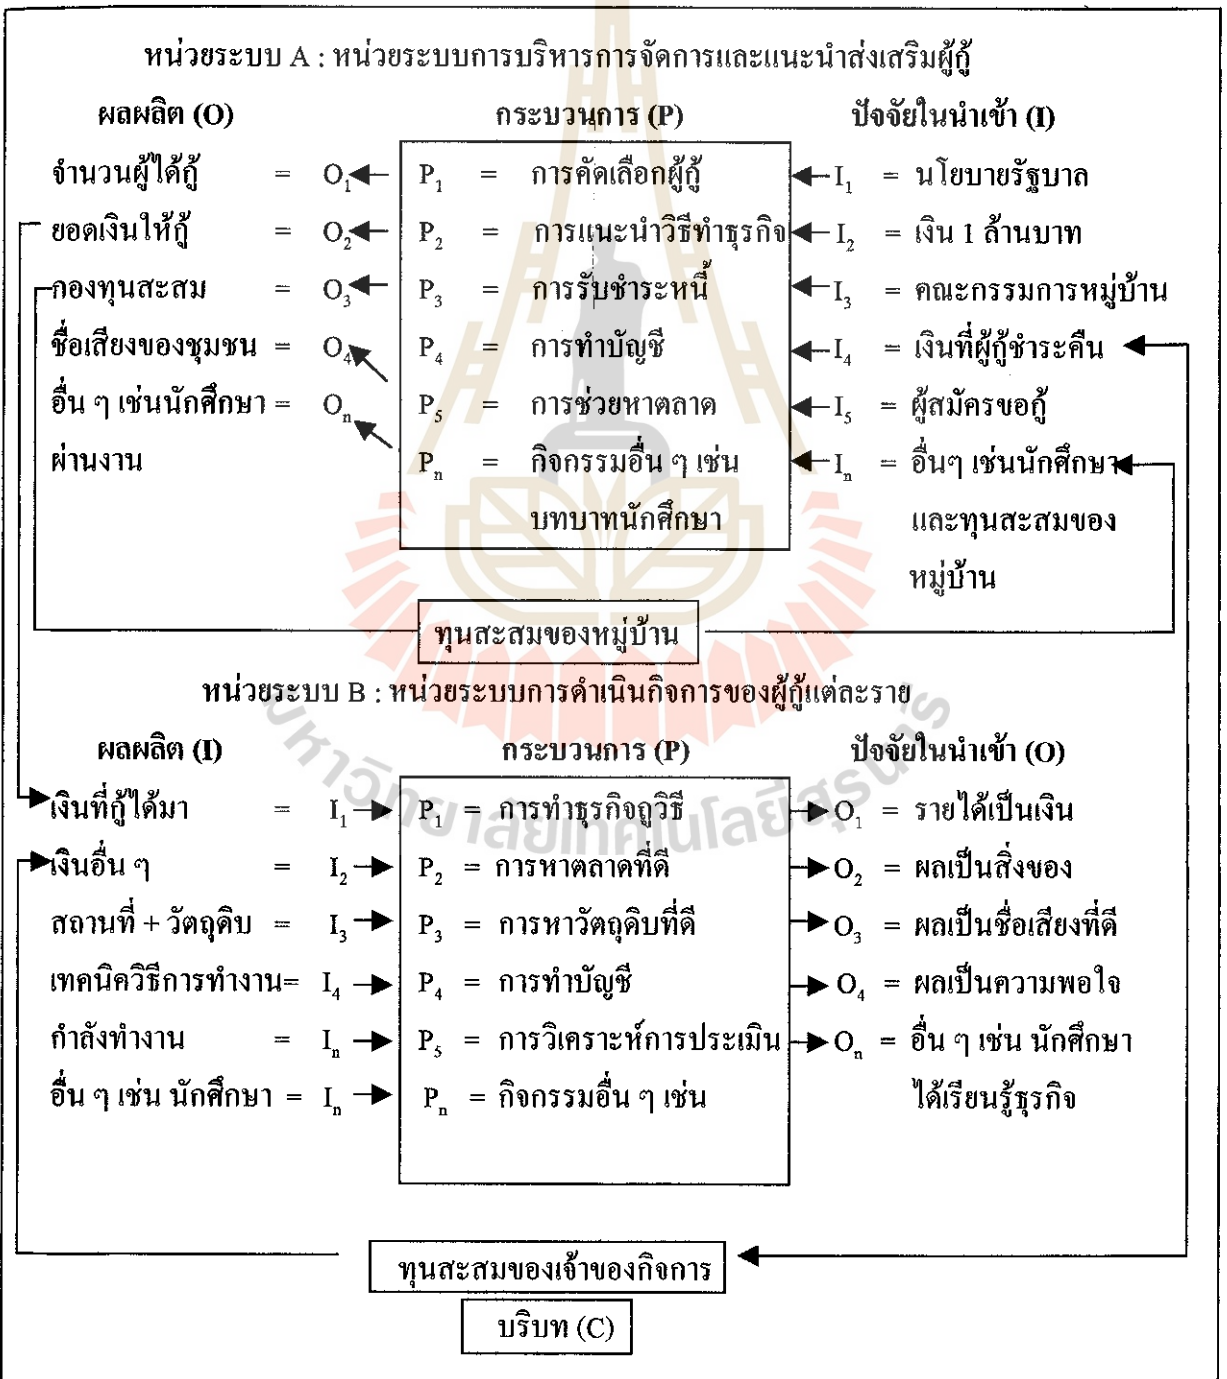 หน่วยระบบ A : หน่วยระบบการบริหารการจัดการและแนะนำส่งเสริมผู้กู้
ผลผลิต (O) กระบวนการ (P) ปัจจัยในนำเข้า (I)
จำนวนผู้ได้กู้ = O₁ P₁ = การคัดเลือกผู้กู้ I₁ = นโยบายรัฐบาล
ยอดเงินให้กู้ = O₂ P₂ = การแนะนำวิธีทำธุรกิจ I₂ = เงิน 1 ล้านบาท
กองทุนสะสม = O₃ P₃ = การรับชำระหนี้ I₃ = คณะกรรมการหมู่บ้าน
ชื่อเสียงของชุมชน = O₄ P₄ = การทำบัญชี I₄ = เงินที่ผู้กู้ชำระคืน
อื่น ๆ เช่นนักศึกษา = Oₙ P₅ = การช่วยหาตลาด I₅ = ผู้สมัครขอกู้
ผ่านงาน Pₙ = กิจกรรมอื่น ๆ เช่น Iₙ = อื่นๆ เช่นนักศึกษา
บทบาทนักศึกษา และทุนสะสมของ
หมู่บ้าน
ทุนสะสมของหมู่บ้าน
หน่วยระบบ B : หน่วยระบบการดำเนินกิจการของผู้กู้แต่ละราย
ผลผลิต (I) กระบวนการ (P) ปัจจัยในนำเข้า (O)
เงินที่กู้ได้มา = I₁ P₁ = การทำธุรกิจถูวิธี O₁ = รายได้เป็นเงิน
เงินอื่น ๆ = I₂ P₂ = การหาตลาดที่ดี O₂ = ผลเป็นสิ่งของ
สถานที่ + วัตถุดิบ = I₃ P₃ = การหาวัตถุดิบที่ดี O₃ = ผลเป็นชื่อเสียงที่ดี
เทคนิควิธีการทำงาน= I₄ P₄ = การทำบัญชี O₄ = ผลเป็นความพอใจ
กำลังทำงาน = Iₙ P₅ = การวิเคราะห์การประเมิน Oₙ = อื่น ๆ เช่น นักศึกษา
อื่น ๆ เช่น นักศึกษา = Iₙ Pₙ = กิจกรรมอื่น ๆ เช่น ได้เรียนรู้ธุรกิจ
ทุนสะสมของเจ้าของกิจการ
บริบท (C)
มหาวิทยาลัยเทคโนโลยีสุรนารี